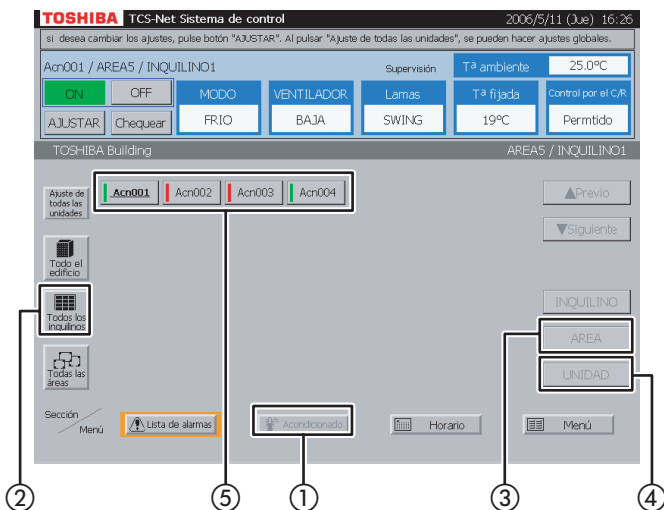 TOSHIBA TCS-Net Sistema de control 2006/5/11 (Jue) 16:26
si desea cambiar los ajustes, pulse botón "AJUSTAR". Al pulsar "Ajuste de todas las unidades", se pueden hacer ajustes globales.
Acn001 / AREA5 / INQUILINO1 Supervisión Tª ambiente 25.0ºC
ON OFF MODO VENTILADOR Lamas Tª fijada Control por el C/R
AJUSTAR Chequear FRIO BAJA SWING 19ºC Permtido
TOSHIBA Building AREA5 / INQUILINO1
Ajuste de
todas las
unidades
Acn001 Acn002 Acn003 Acn004
▲Previo
▼Siguiente
Todo el
edificio
Todos los
inquilinos
INQUILINO
AREA
UNIDAD
Todas las
áreas
Sección
Menú
Lista de alarmas Acondicionado Horario Menú
② ⑤ ① ③ ④